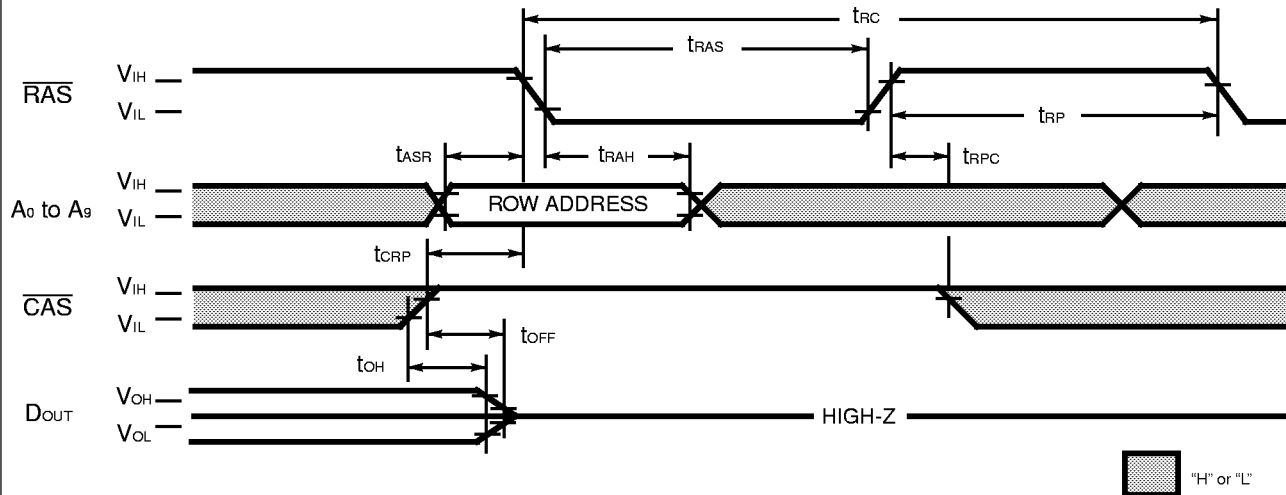 tRC
tRAS
RAS
VIH
VIL
tRP
tASR
tRAH
tRPC
A0 to A9
VIH
VIL
ROW ADDRESS
tCRP
CAS
VIH
VIL
tOFF
tOH
DOUT
VOH
VOL
HIGH-Z
“H” or “L”